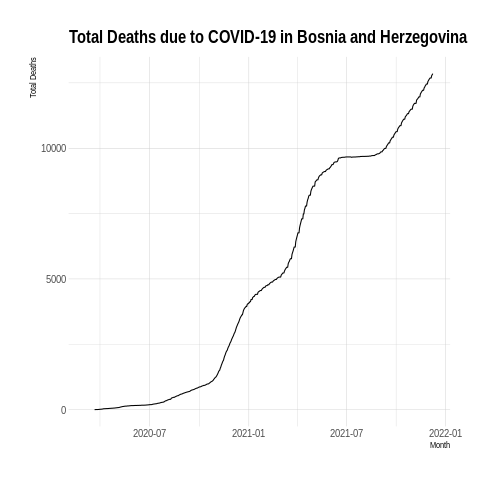 Total Deaths due to COVID-19 in Bosnia and Herzegovina
Total Deaths
10000
5000
0
2020-07 2021-01 2021-07 2022-01
Month